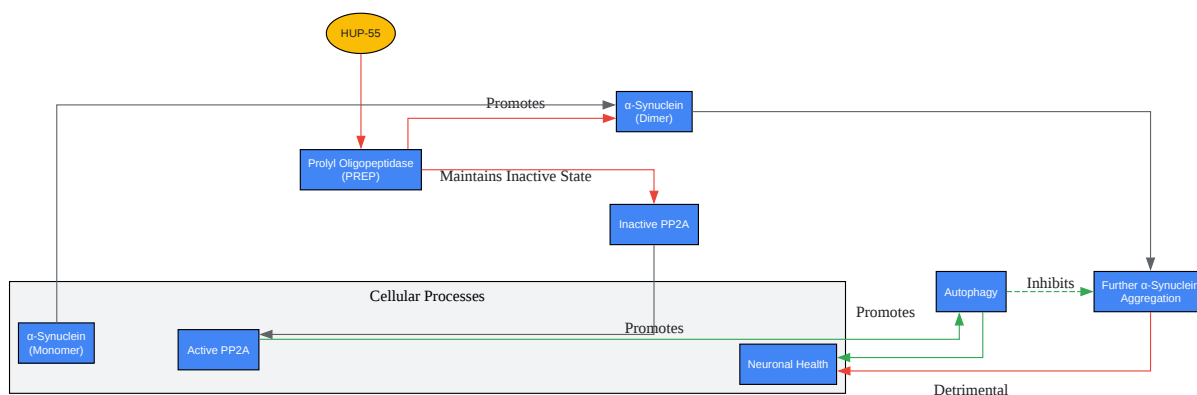 HUP-55
Promotes
α-Synuclein
(Dimer)
Prolyl Oligopeptidase
(PREP)
Maintains Inactive State
Inactive PP2A
Cellular Processes
Autophagy
Inhibits
Further α-Synuclein
Aggregation
α-Synuclein
(Monomer)
Active PP2A
Promotes
Promotes
Neuronal Health
Detrimental